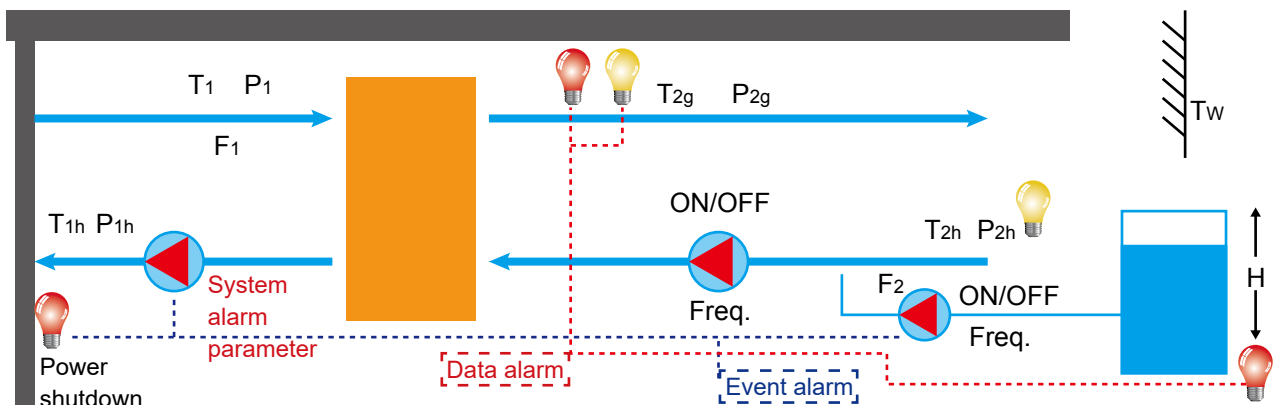 T1 P1
T2g P2g
TW
F1
T1h P1h
ON/OFF
T2h P2h
System
alarm
parameter
Freq.
F2
ON/OFF
Freq.
H
Power
shutdown
Data alarm
Event alarm